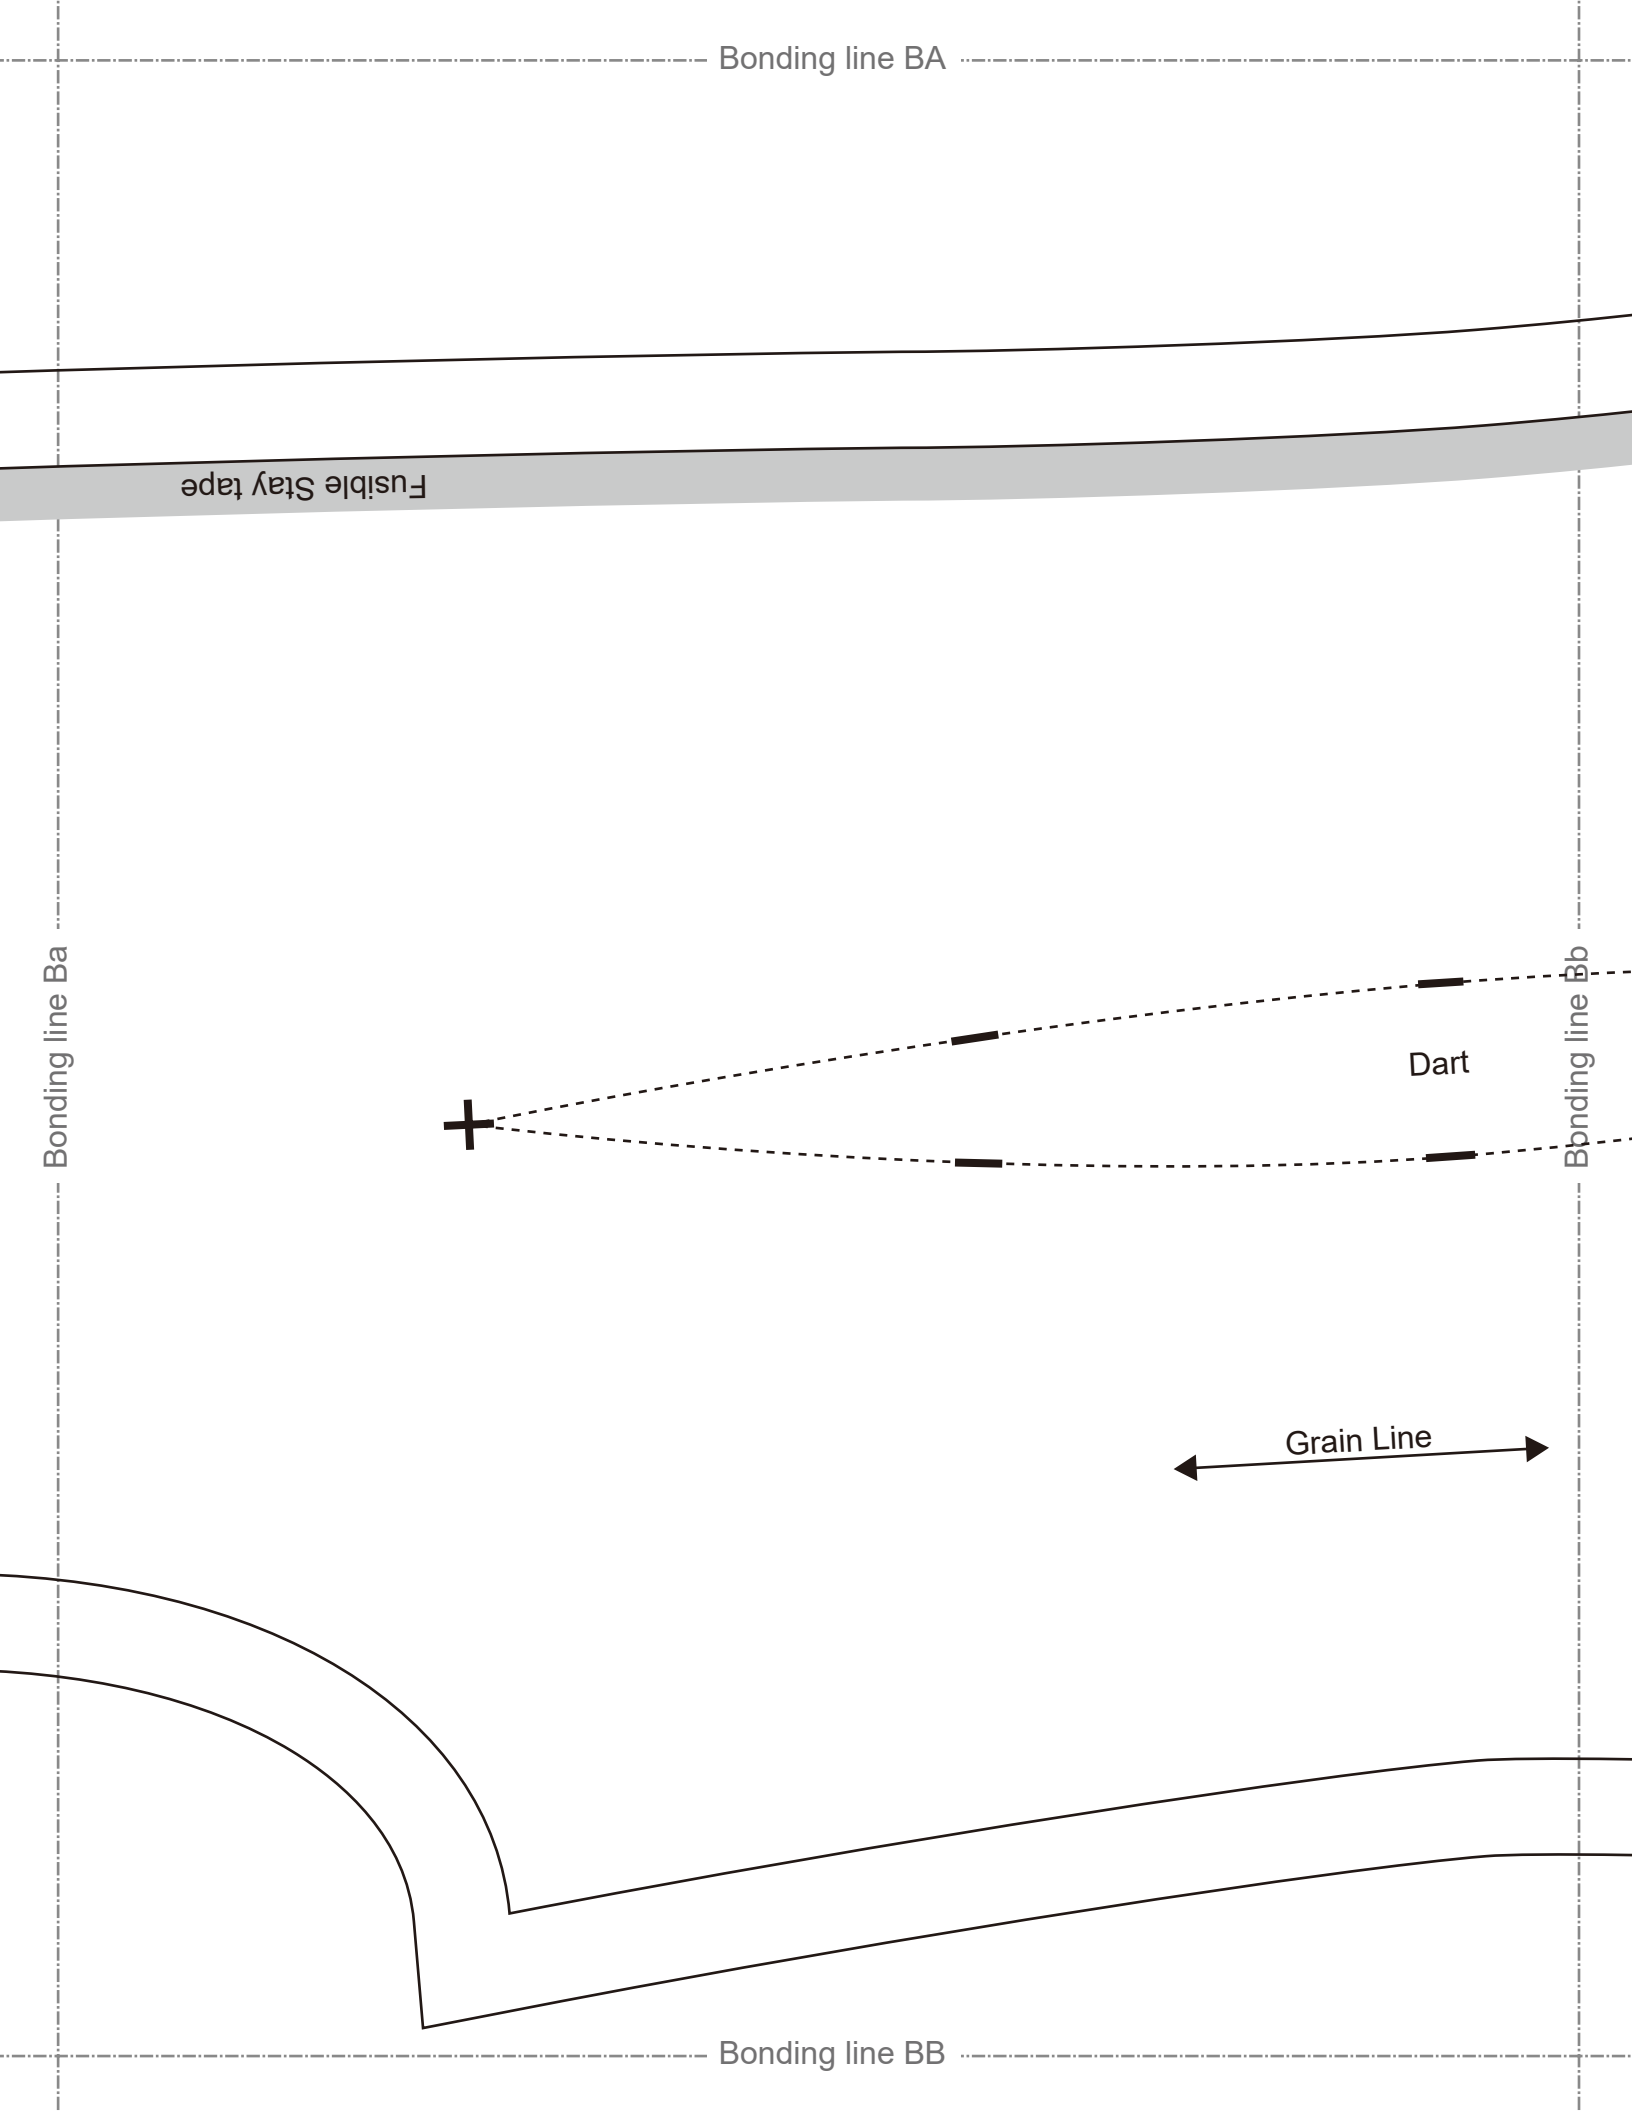 Bonding line BA
Fusible Stay tape
Bonding line Ba
Bonding line Bb
Dart
Grain Line
Bonding line BB